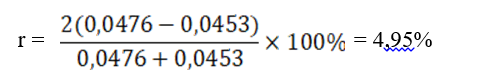 r = 2(0,0476 − 0,0453) / 0,0476 + 0,0453 × 100% = 4,95%